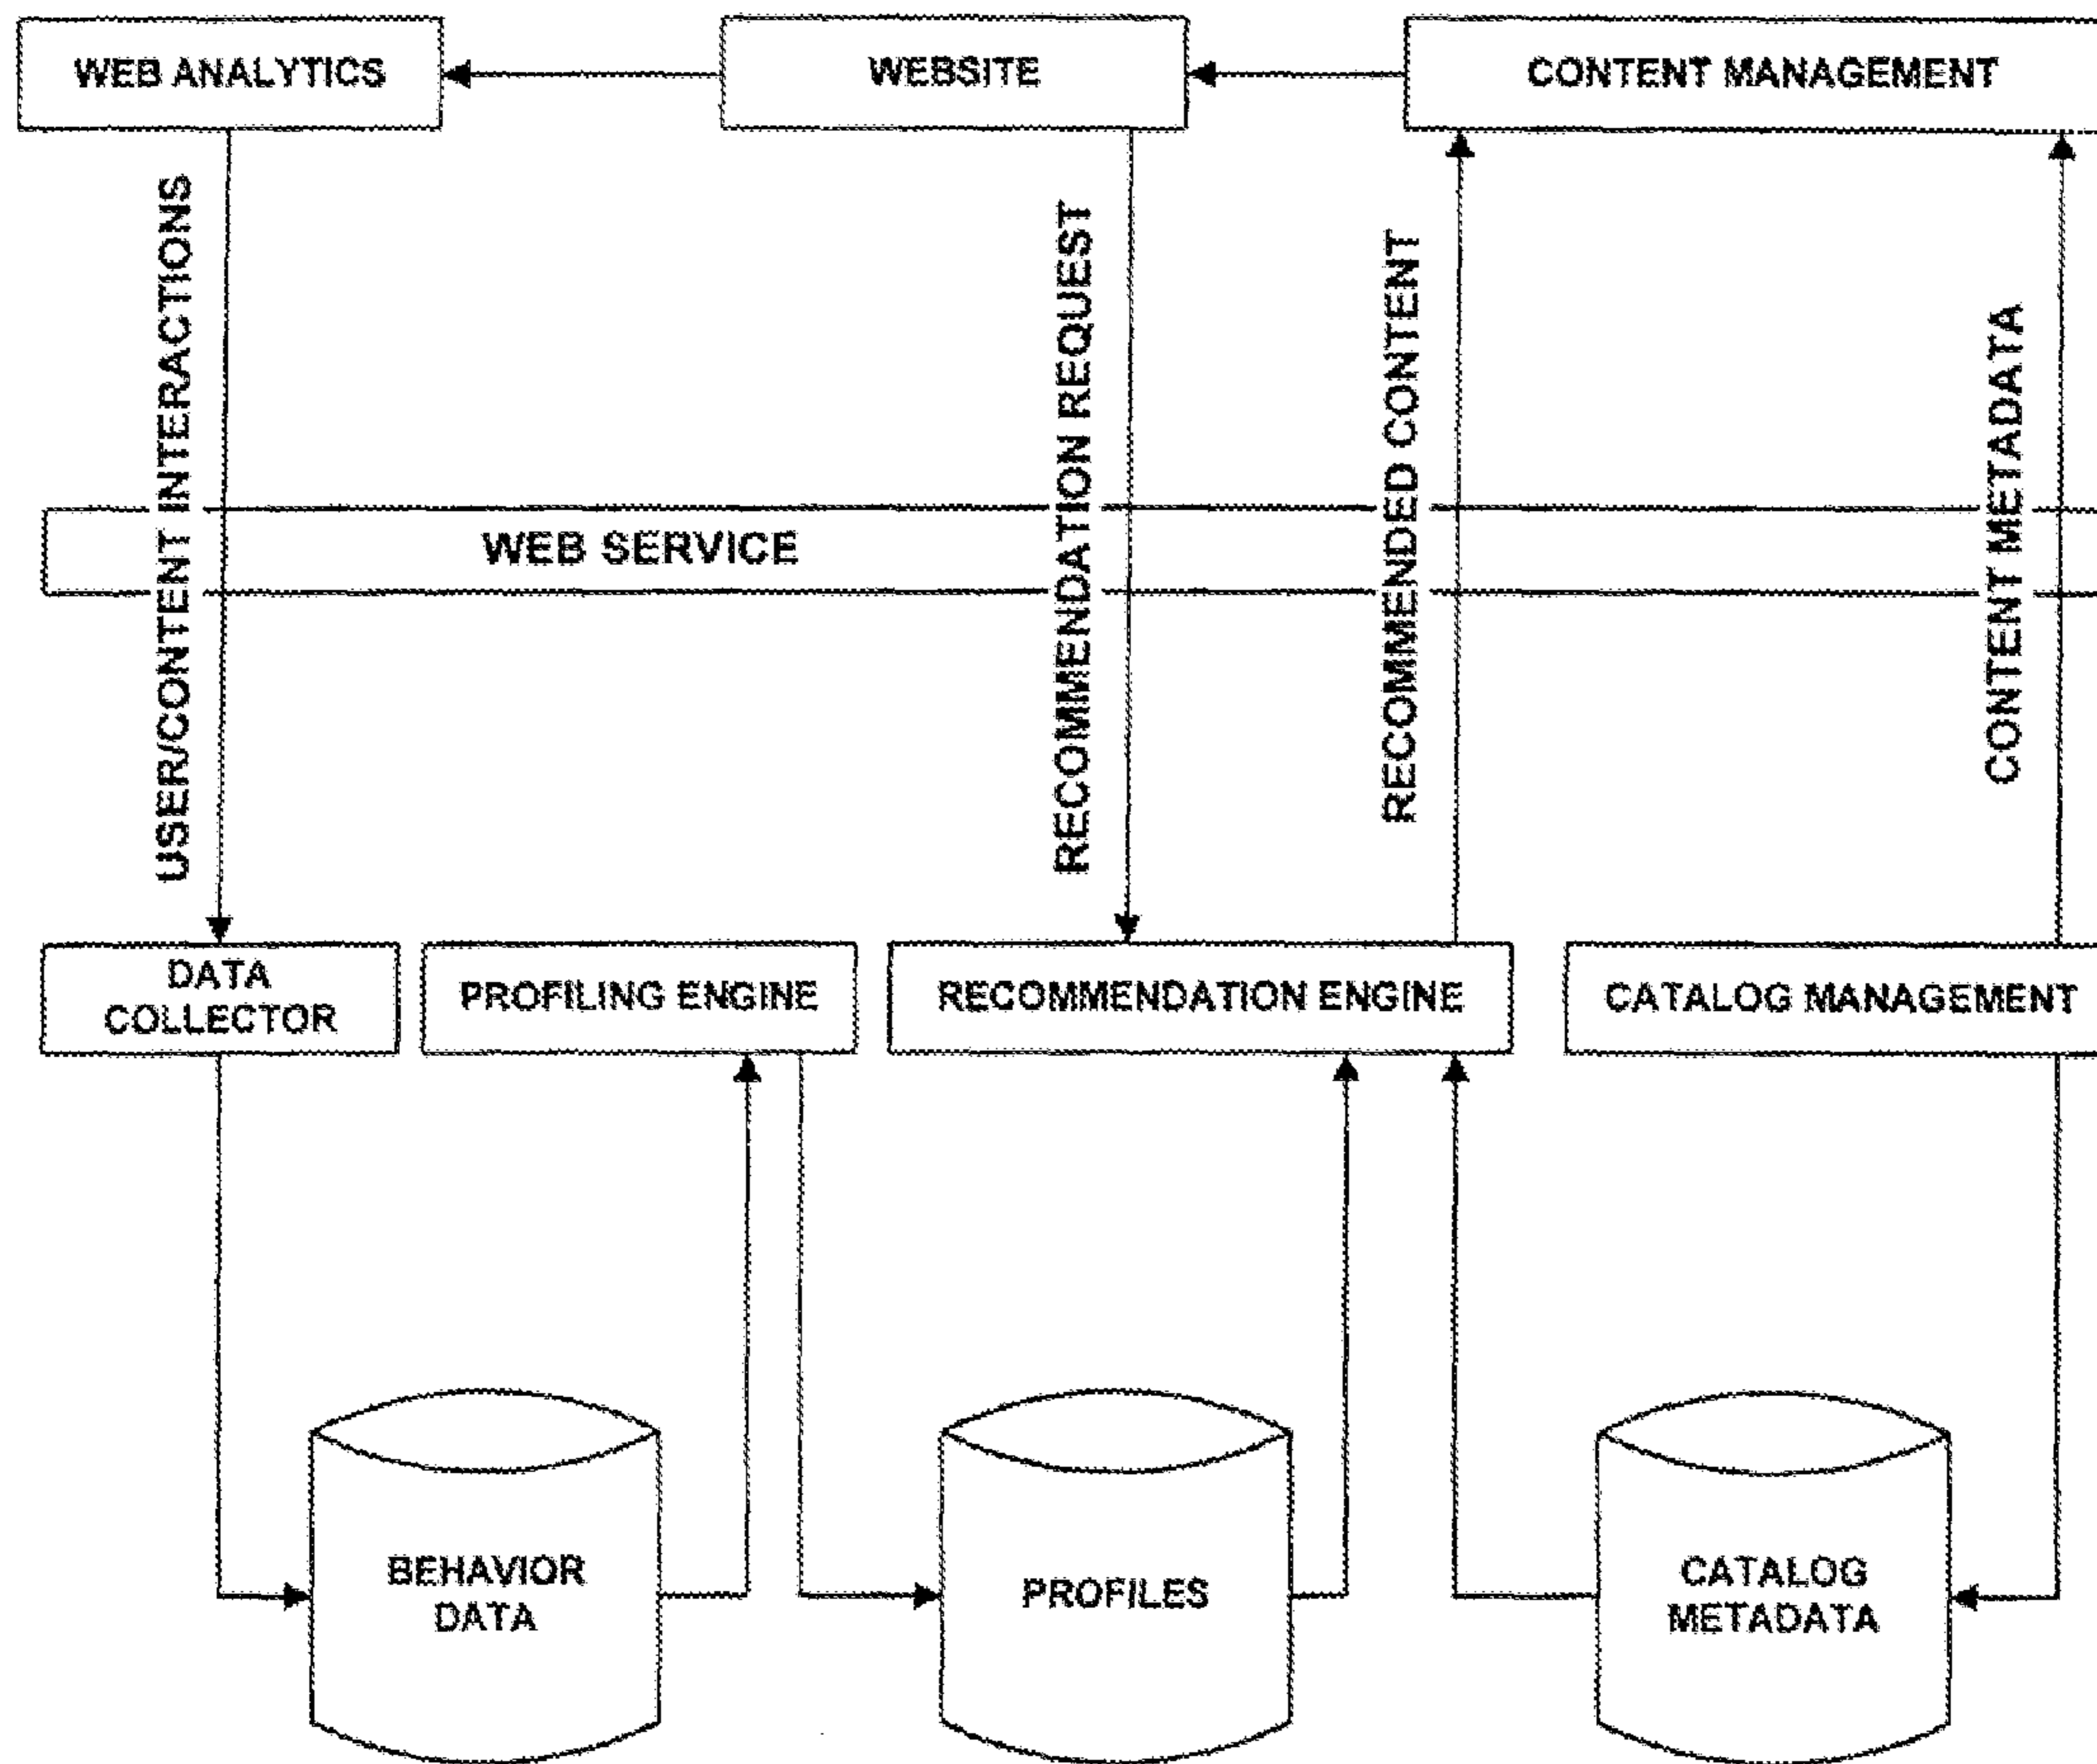 WEB ANALYTICS
WEBSITE
CONTENT MANAGEMENT
USER/CONTENT INTERACTIONS
RECOMMENDATION REQUEST
RECOMMENDED CONTENT
CONTENT METADATA
WEB SERVICE
DATA
COLLECTOR
PROFILING ENGINE
RECOMMENDATION ENGINE
CATALOG MANAGEMENT
BEHAVIOR
DATA
PROFILES
CATALOG
METADATA